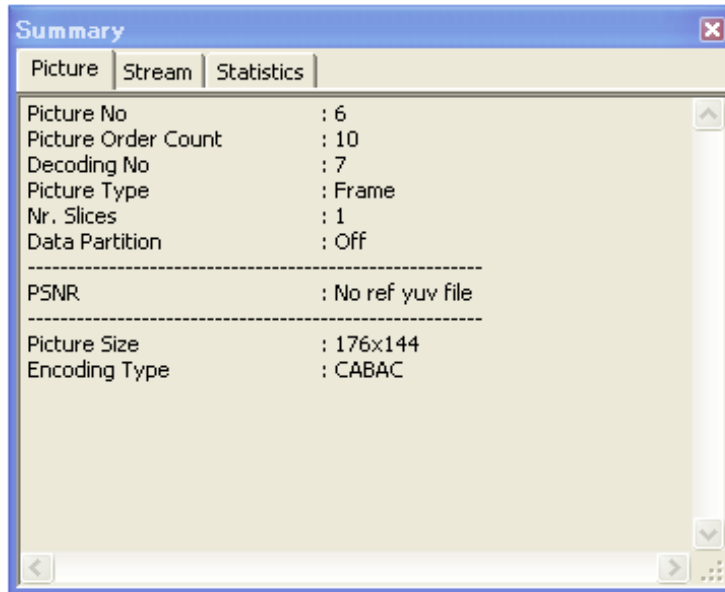 Summary
Picture Stream Statistics
Picture No : 6
Picture Order Count : 10
Decoding No : 7
Picture Type : Frame
Nr. Slices : 1
Data Partition : Off
--------------------------------------------------------
PSNR : No ref yuv file
--------------------------------------------------------
Picture Size : 176x144
Encoding Type : CABAC